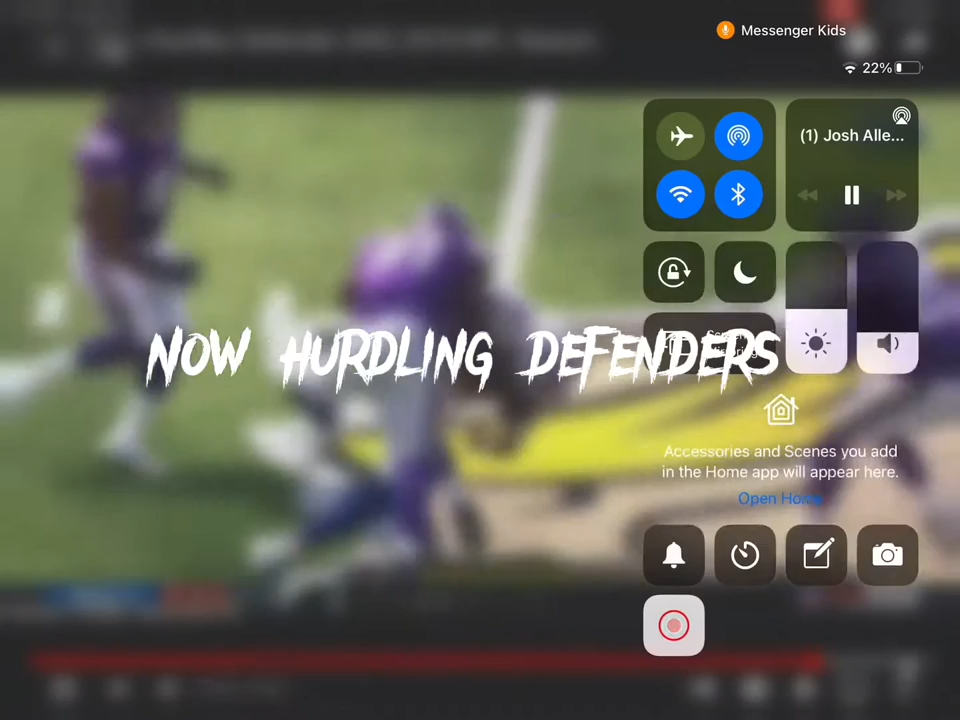 Messenger Kids
22%
(1) Josh Alle...
NOW HURDLING DEFENDERS
Accessories and Scenes you add
in the Home app will appear here.
Open Home